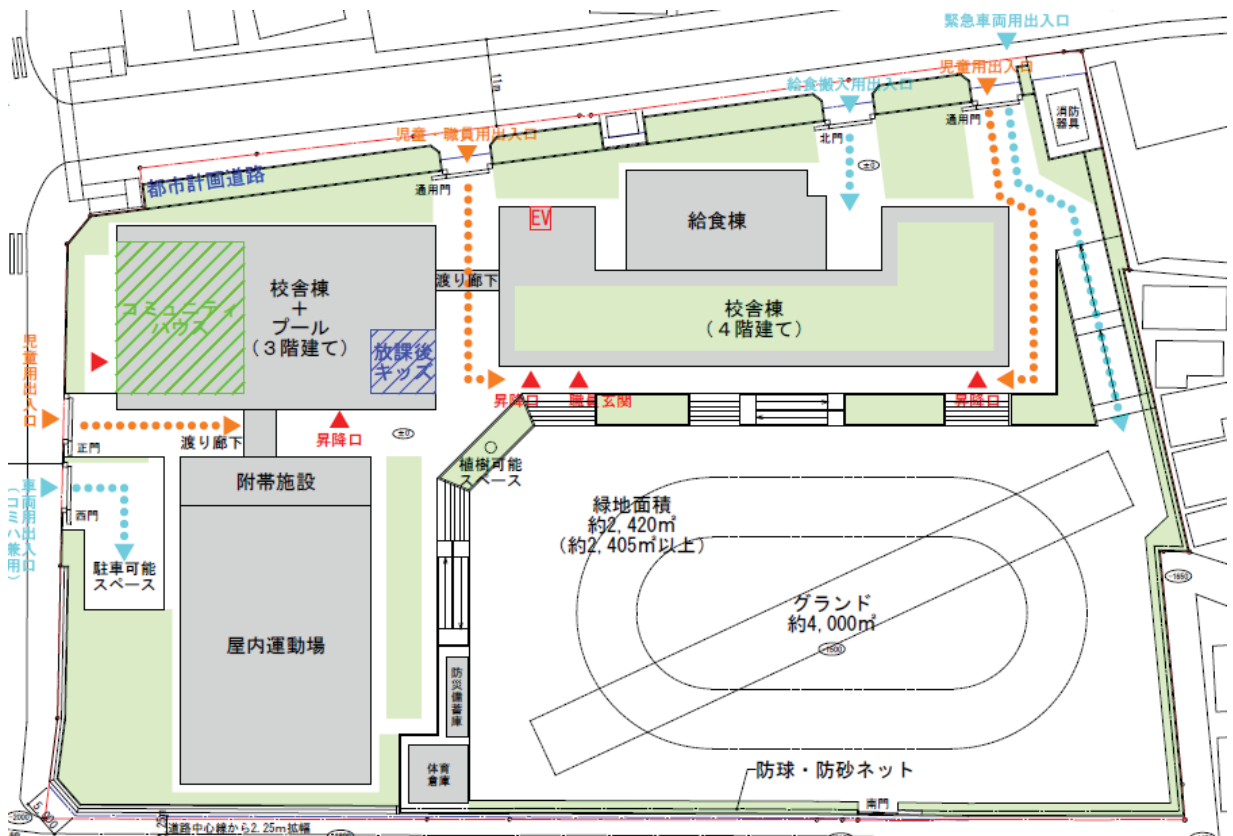 緊急車両用出入口
給食搬入用出入口
児童用出入口
児童・職員用出入口
11m
消防
器具
通用門
北門
±0
通用門
都市計画道路
EV
給食棟
渡り廊下
校舎棟
+
プール
(3階建て)
コミュニティ
ハウス
放課後
キッズ
校舎棟
(4階建て)
児童用出入口
昇降口
職員玄関
昇降口
昇降口
正門
渡り廊下
±0
車両用出入口
(コミハ兼用)
西門
附帯施設
植樹可能
スペース
緑地面積
約2,420㎡
(約2,405㎡以上)
駐車可能
スペース
-1650
グランド
約4,000㎡
-1500
屋内運動場
防災備蓄庫
体育
倉庫
防球・防砂ネット
南門
-2000
道路中心線から2.25m拡幅